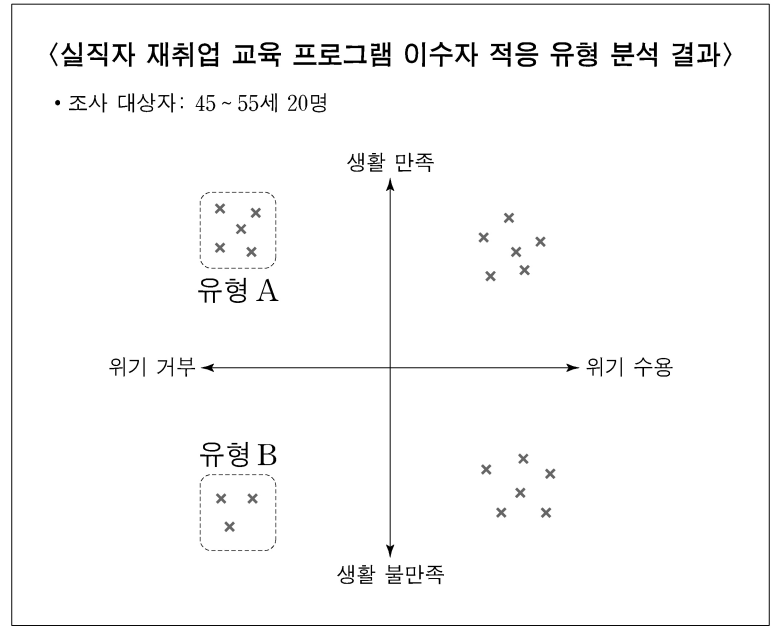 〈실직자 재취업 교육 프로그램 이수자 적응 유형 분석 결과〉
• 조사 대상자: 45~55세 20명
생활 만족
유형 A
위기 거부
위기 수용
유형 B
생활 불만족